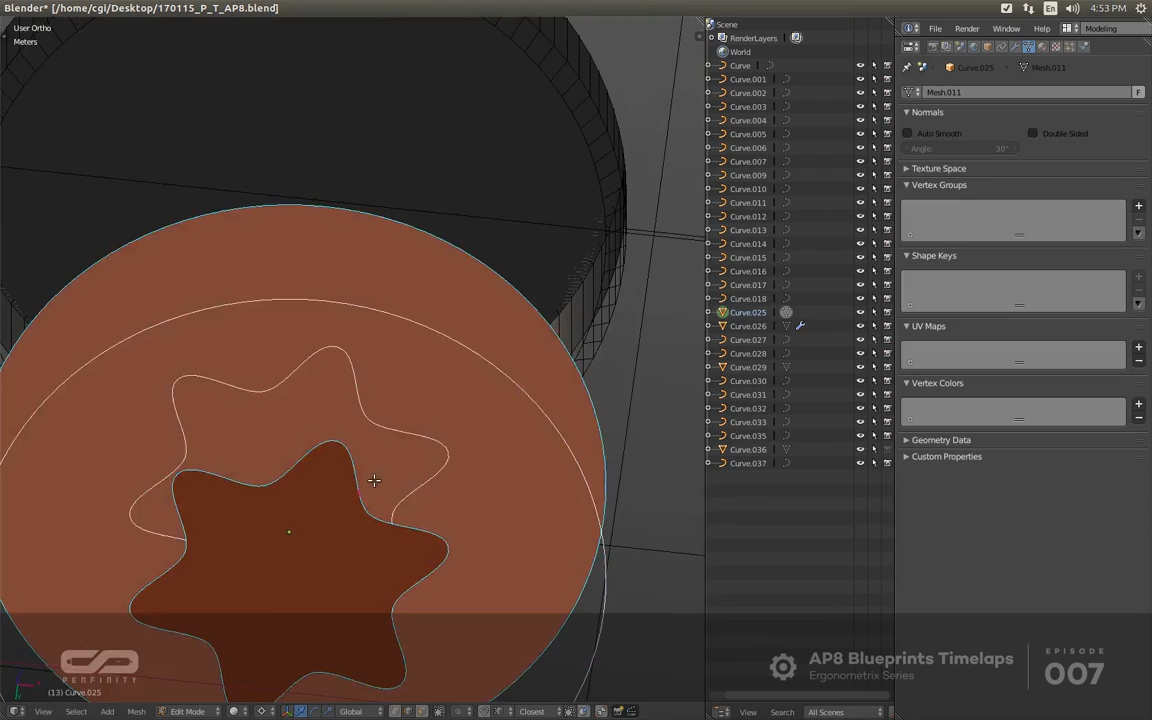 Blender* [/home/cgi/Desktop/170115_P_T_AP8.blend]
En
4:53 PM
User Ortho
Meters
Scene
RenderLayers
World
Curve
Curve.001
Curve.002
Curve.003
Curve.004
Curve.005
Curve.006
Curve.007
Curve.009
Curve.010
Curve.011
Curve.012
Curve.013
Curve.014
Curve.015
Curve.016
Curve.017
Curve.018
Curve.025
Curve.026
Curve.027
Curve.028
Curve.029
Curve.030
Curve.031
Curve.032
Curve.033
Curve.035
Curve.036
Curve.037
File
Render
Window
Help
Modeling
Curve.025
Mesh.011
Mesh.011
F
Normals
Auto Smooth
Double Sided
Angle:
30°
Texture Space
Vertex Groups
Shape Keys
UV Maps
Vertex Colors
Geometry Data
Custom Properties
PENFINITY
(13) Curve.025
AP8 Blueprints Timelaps
Ergonometrix Series
EPISODE
007
View
Select
Add
Mesh
Edit Mode
Global
Closest
View
Search
All Scenes